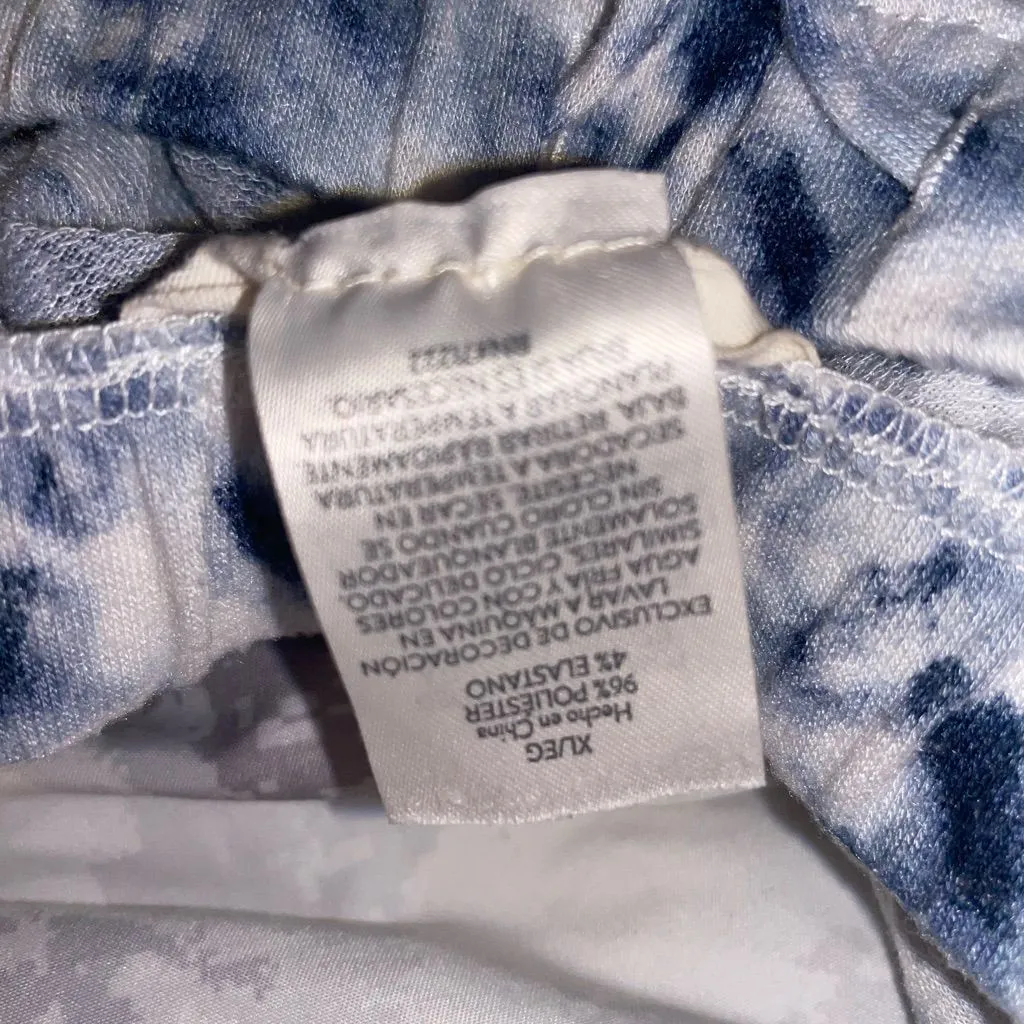 XL/EG
Hecho en China
96% POLIÉSTER
4% ELASTANO
EXCLUSIVO DE DECORACIÓN
LAVAR A MÁQUINA EN
AGUA FRÍA Y CON COLORES
SIMILARES, CICLO DELICADO.
SOLAMENTE BLANQUEADOR
SIN CLORO CUANDO SE
NECESITE. SECAR EN
SECADORA A TEMPERATURA
BAJA. RETIRAR RÁPIDAMENTE.
PLANCHAR A TEMPERATURA
SI ES NECESARIO.